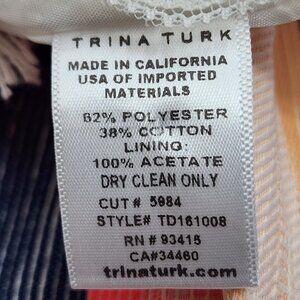 TRINA TURK
MADE IN CALIFORNIA
USA OF IMPORTED
MATERIALS
62% POLYESTER
38% COTTON
LINING:
100% ACETATE
DRY CLEAN ONLY
CUT # 5984
STYLE# TD161008
RN # 93415
CA#34460
trinaturk.com